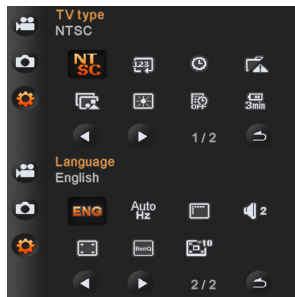 TV type
NTSC
NT
SC
123
OFF
3min
1/2
Language
English
ENG
Auto
Hz
2
BenQ
10
2/2